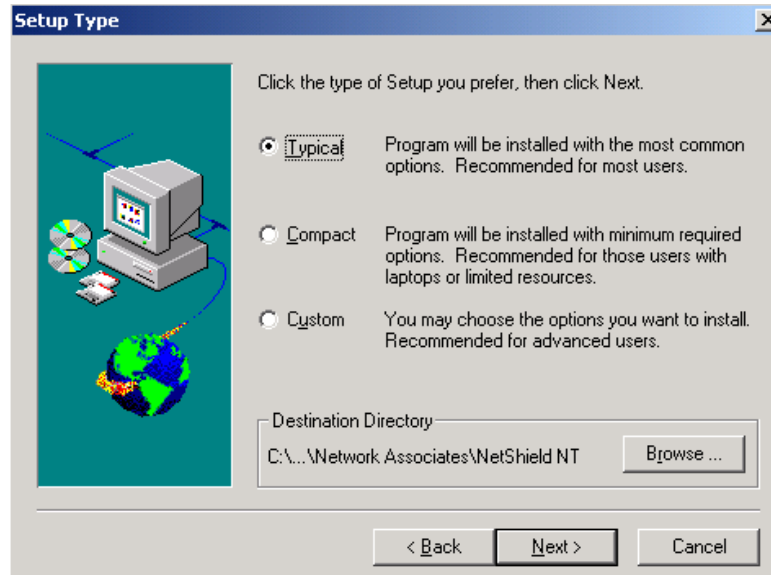 Setup Type
Click the type of Setup you prefer, then click Next.
Typical
Program will be installed with the most common
options. Recommended for most users.
Compact
Program will be installed with minimum required
options. Recommended for those users with
laptops or limited resources.
Custom
You may choose the options you want to install.
Recommended for advanced users.
Destination Directory
C:\...\Network Associates\NetShield NT
Browse ...
< Back
Next >
Cancel